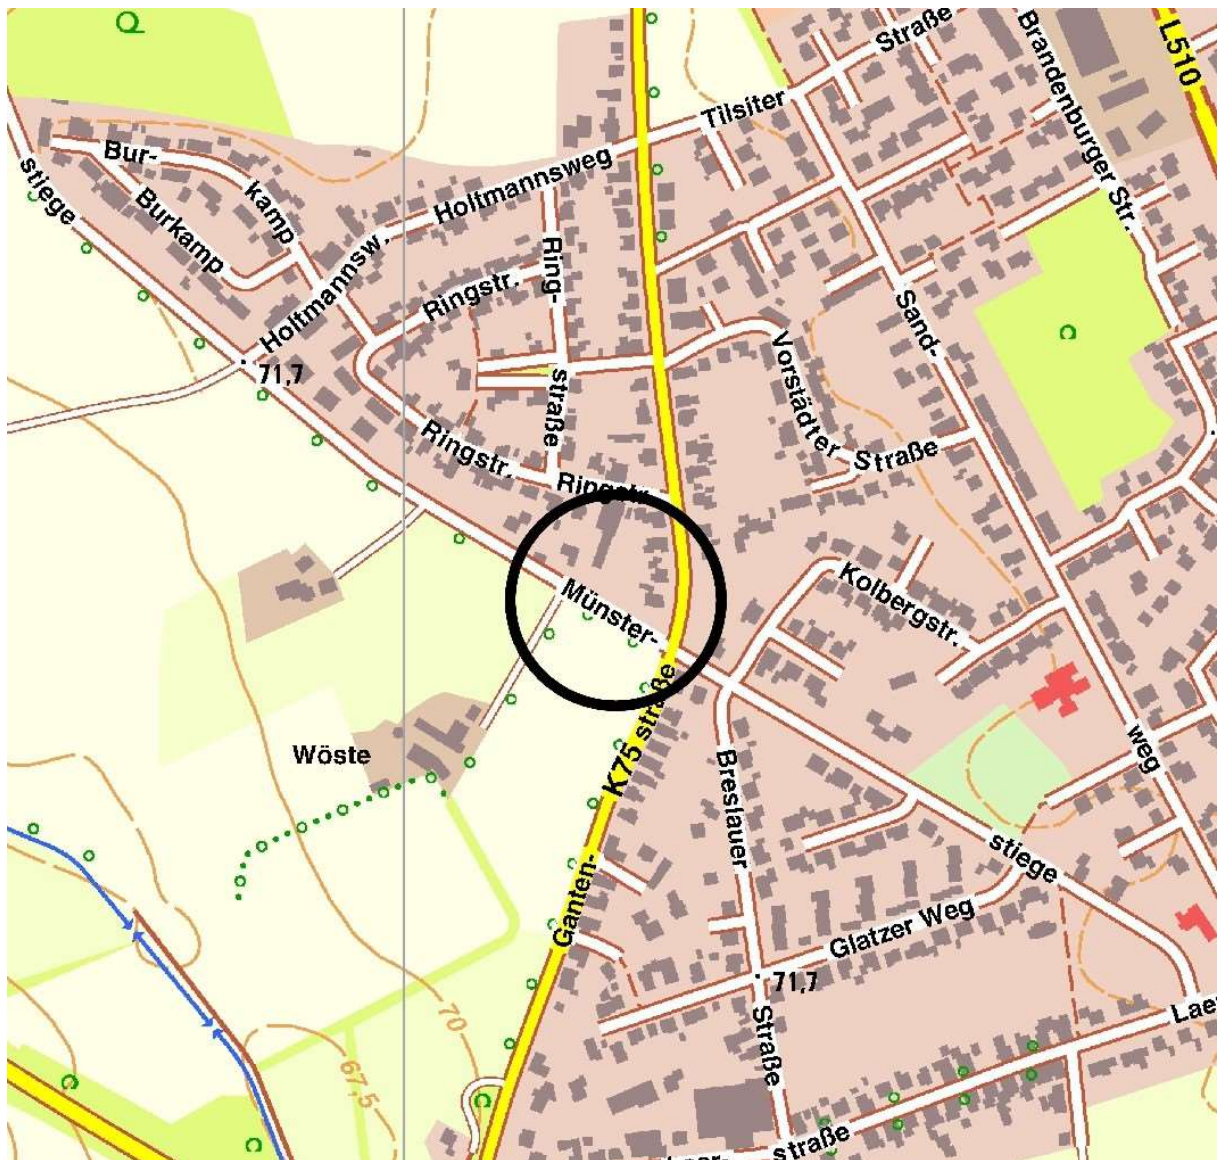 Straße
Brandenburger Str.
L510
Tilsiter
Bur-
kamp
Burkamp
stiege
Holtmannsweg
Holtmannsw.
Ring-
straße
Ringstr.
Sand-
71,7
Vorstädter
Straße
Ringstr.
Ringstr.
Kolbergstr.
Münster-
K75
straße
weg
Wöste
Breslauer
stiege
Ganten-
Glatzer Weg
71,7
70
67,5
Straße
straße